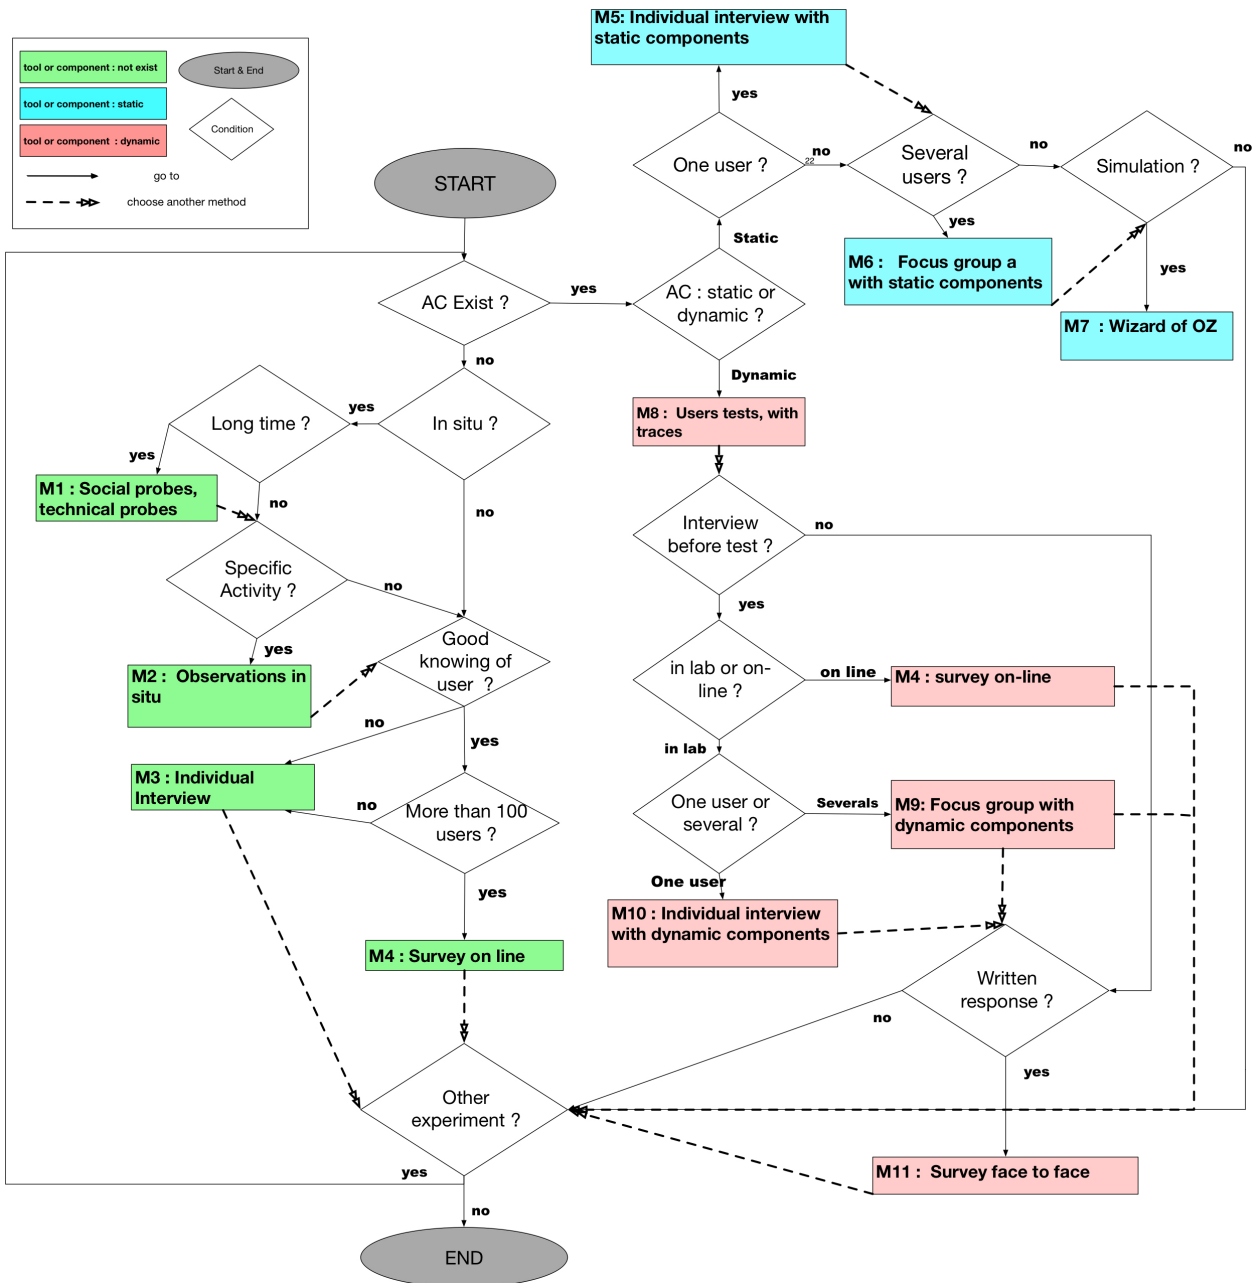 tool or component : not exist
tool or component : static
tool or component  : dynamic
Start & End
Condition
go to
choose another method
START
AC Exist ?
yes
no
AC : static or
dynamic ?
Static
Dynamic
One user ?
yes
no
22
M5: Individual interview with
static components
Several
users ?
no
yes
Simulation ?
no
yes
M6 :   Focus group a
with static components
M7  : Wizard of OZ
In situ ?
yes
no
Long time ?
yes
no
M1 : Social probes,
technical probes
Specific
Activity ?
no
yes
M2 :  Observations in
situ
Good
knowing of
user  ?
no
yes
M3 : Individual
Interview
More than 100
users ?
no
yes
M4 : Survey on line
M8 :  Users tests, with
traces
Interview
before test ?
no
yes
in lab or on-
line ?
on line
in lab
M4 : survey on-line
One user or
several ?
Severals
One user
M9: Focus group with
dynamic components
M10 : Individual interview
with dynamic components
Written
response ?
no
yes
M11 :  Survey face to face
Other
experiment ?
yes
no
END